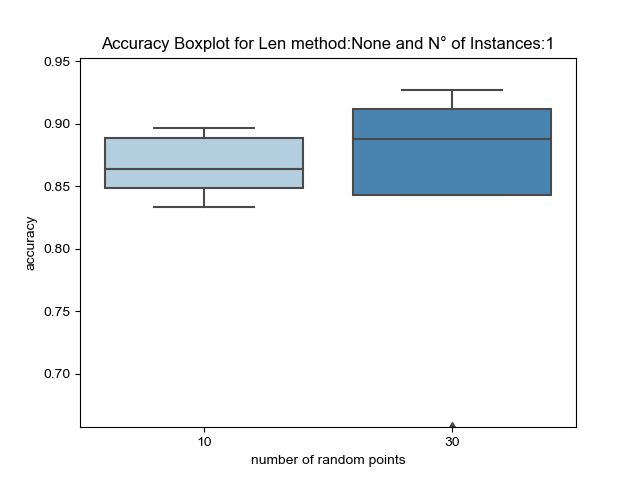 Accuracy Boxplot for Len method:None and N° of Instances:1
0.95
0.90
0.85
0.80
0.75
0.70
accuracy
10
30
number of random points